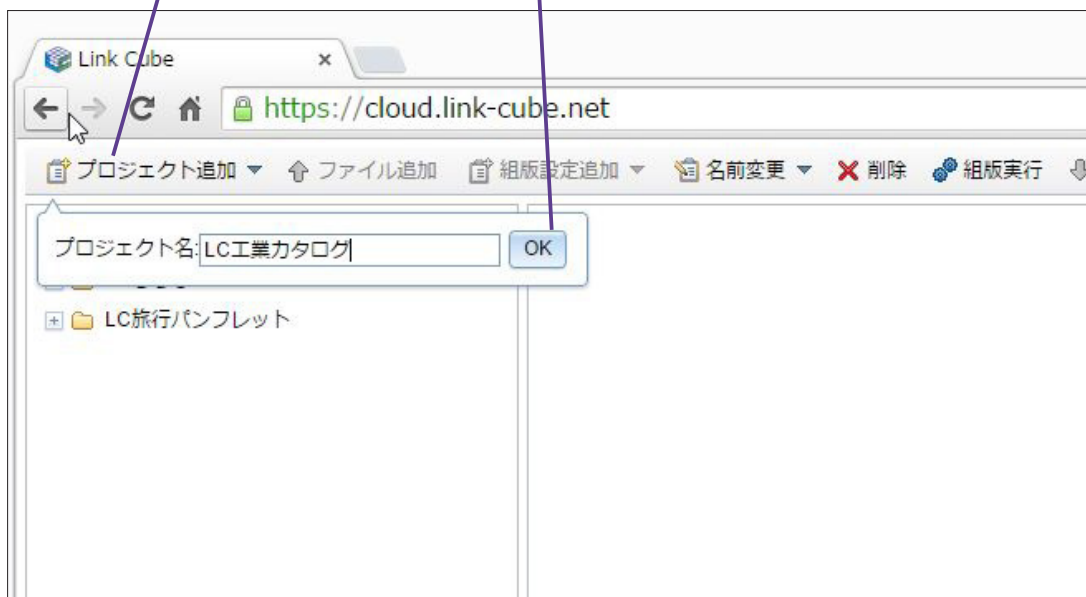 Link Cube
https://cloud.link-cube.net
プロジェクト追加 ファイル追加 組版設定追加 名前変更 削除 組版実行
プロジェクト名: LC工業カタログ OK
LC旅行パンフレット